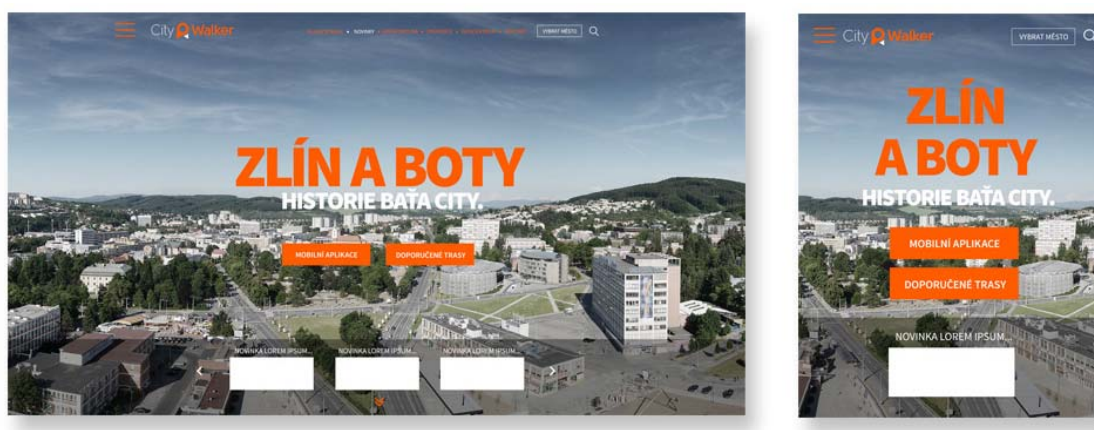 City Walker
NOVINKY
VYBRAT MĚSTO
ZLÍN A BOTY
HISTORIE BAŤA CITY.
MOBILNÍ APLIKACE
DOPORUČENÉ TRASY
NOVINKA LOREM IPSUM...
NOVINKA LOREM IPSUM...
NOVINKA LOREM IPSUM...
City Walker
VYBRAT MĚSTO
ZLÍN
A BOTY
HISTORIE BAŤA CITY.
MOBILNÍ APLIKACE
DOPORUČENÉ TRASY
NOVINKA LOREM IPSUM...